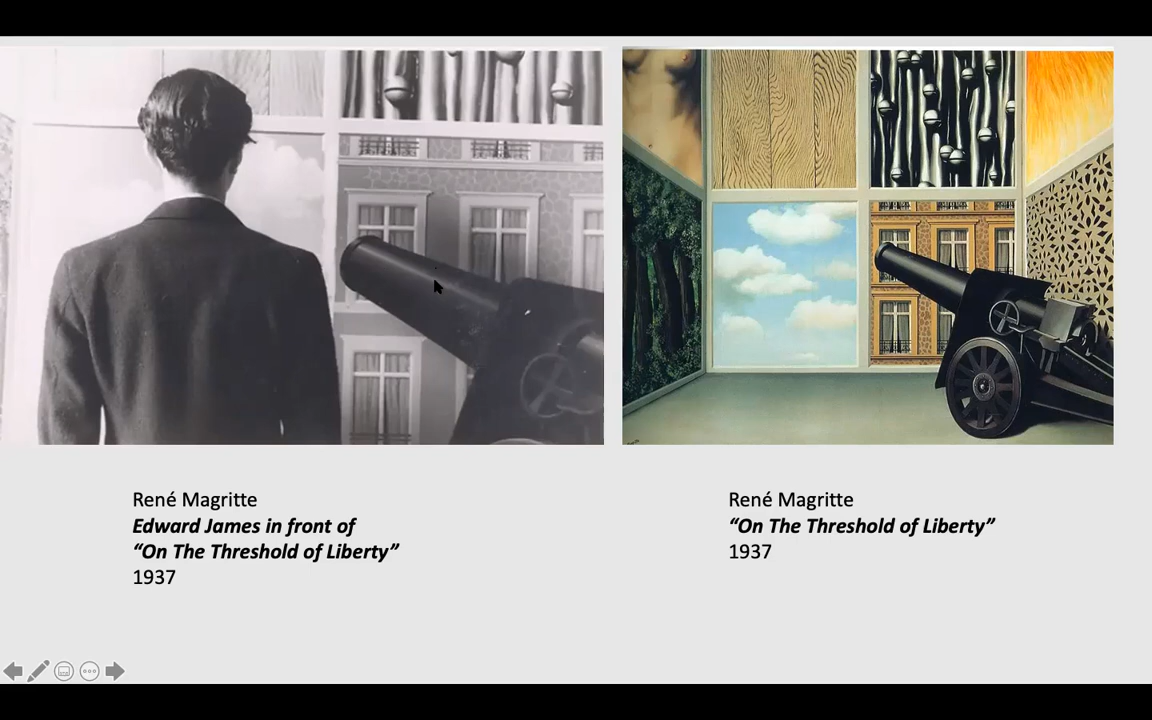 René Magritte
Edward James in front of
“On The Threshold of Liberty”
1937
René Magritte
“On The Threshold of Liberty”
1937